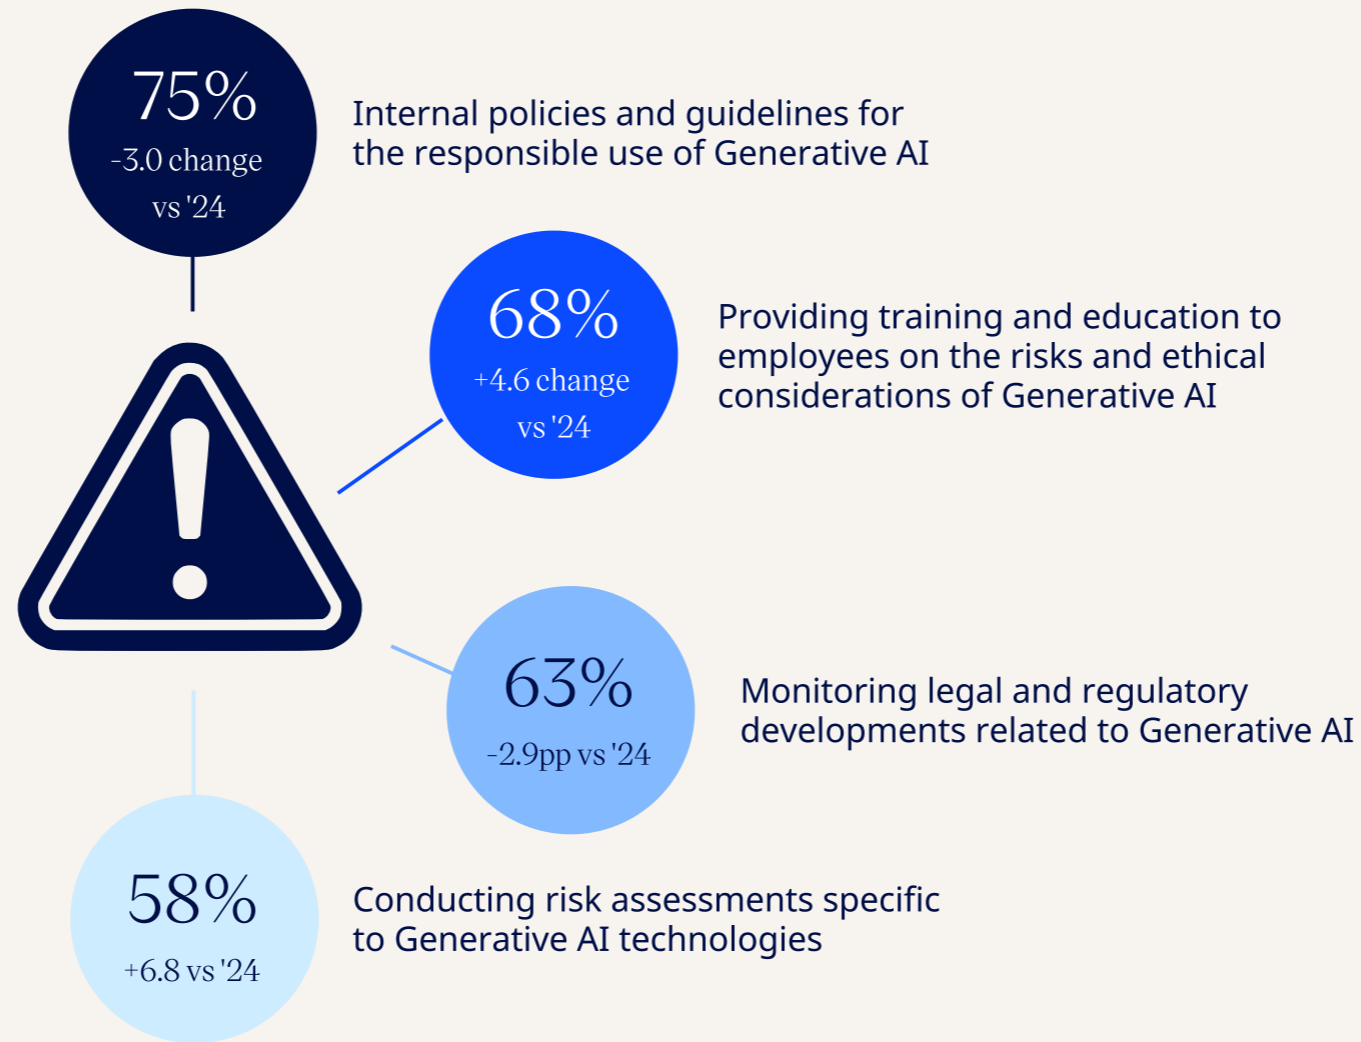 75%
-3.0 change
vs '24
Internal policies and guidelines for
the responsible use of Generative AI
68%
+4.6 change
vs '24
Providing training and education to
employees on the risks and ethical
considerations of Generative AI
63%
-2.9pp vs '24
Monitoring legal and regulatory
developments related to Generative AI
58%
+6.8 vs '24
Conducting risk assessments specific
to Generative AI technologies